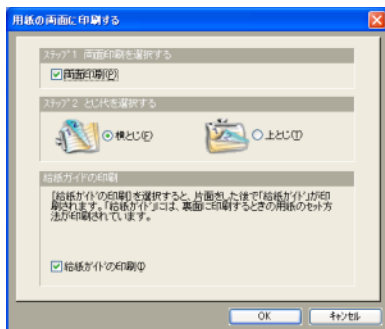 用紙の両面に印刷する
ｽﾃｯﾌﾟ1 両面印刷を選択する
両面印刷(P)
ｽﾃｯﾌﾟ2 とじ代を選択する
横とじ(E)
上とじ(T)
給紙ガイドの印刷
「給紙ｶﾞｲﾄﾞの印刷」を選択すると、片面をした後で「給紙ｶﾞｲﾄﾞ」が印
刷されます。「給紙ｶﾞｲﾄﾞ」には、裏面に印刷するときの用紙のセット方
法が印刷されています。
給紙ｶﾞｲﾄﾞの印刷(I)
OK
ｷｬﾝｾﾙ